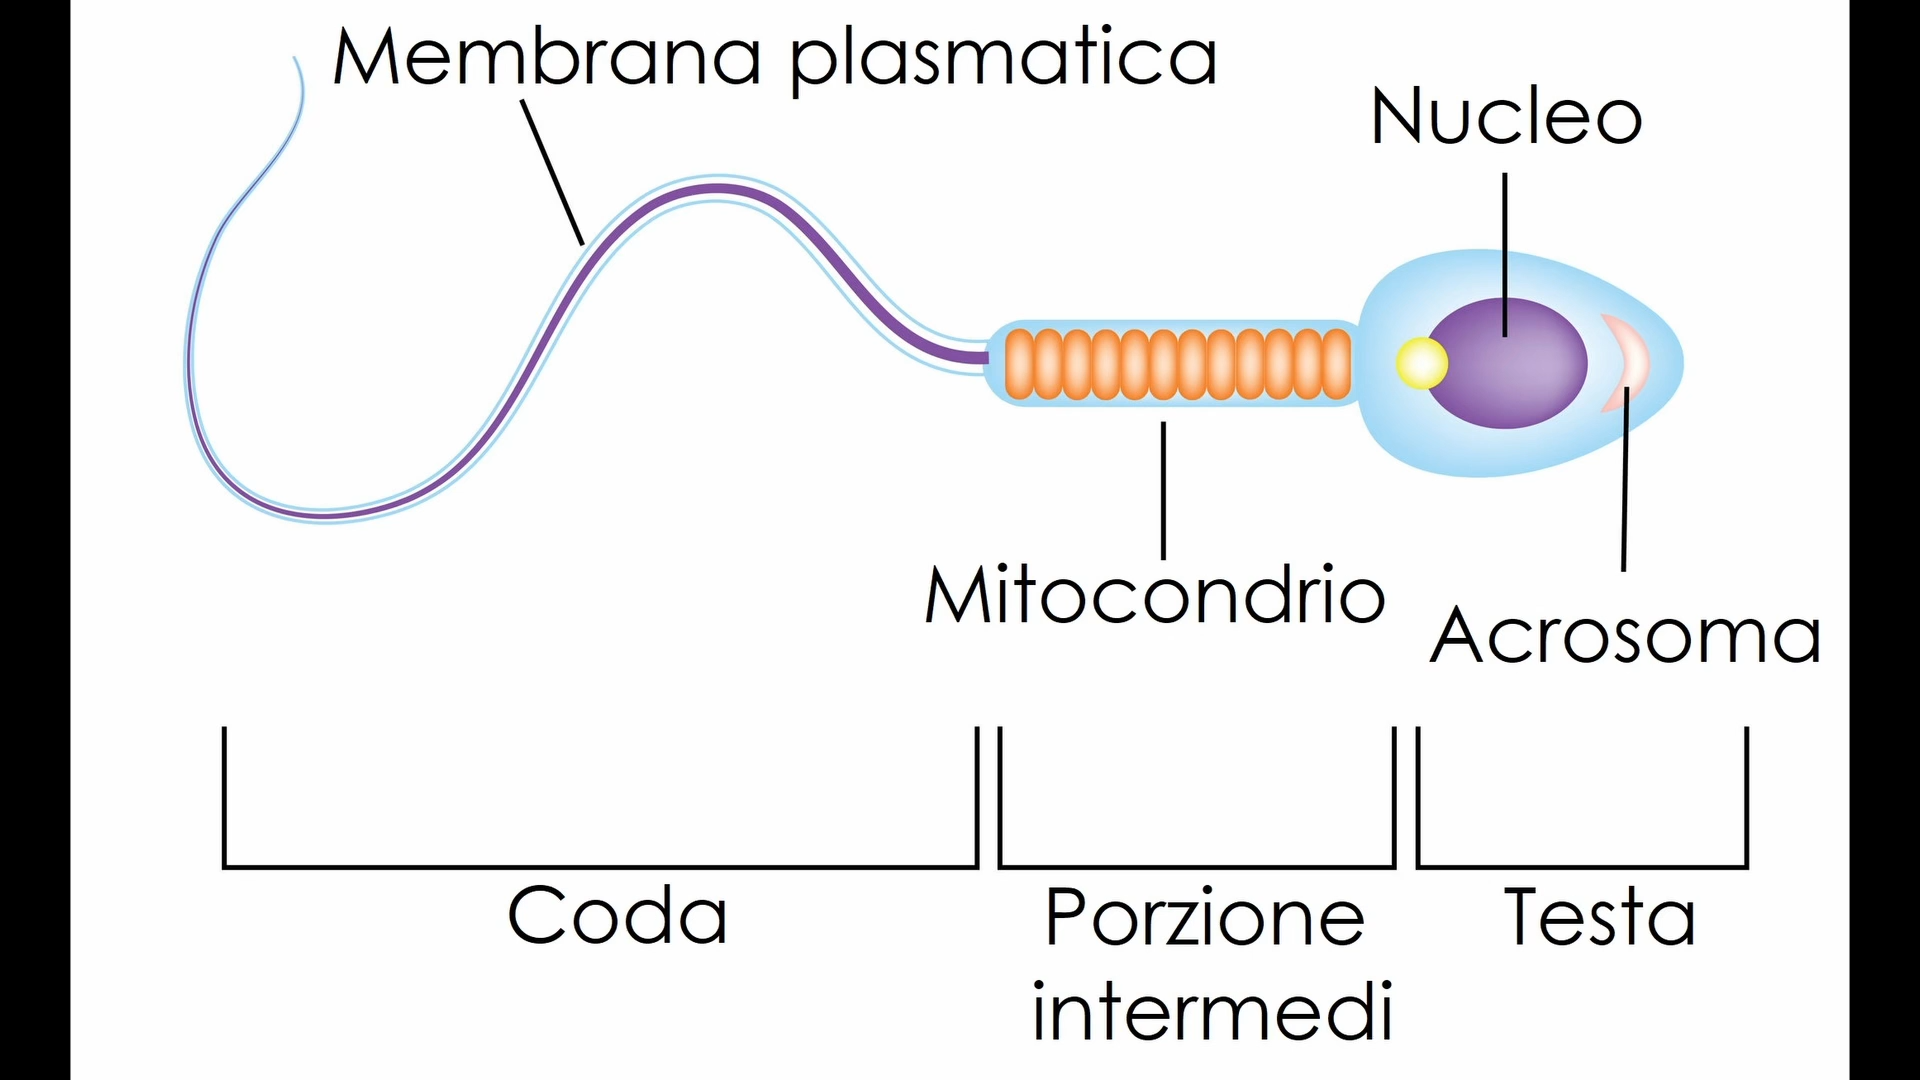 Membrana plasmatica
Nucleo
Mitocondrio
Acrosoma
Coda
Porzione
intermedi
Testa